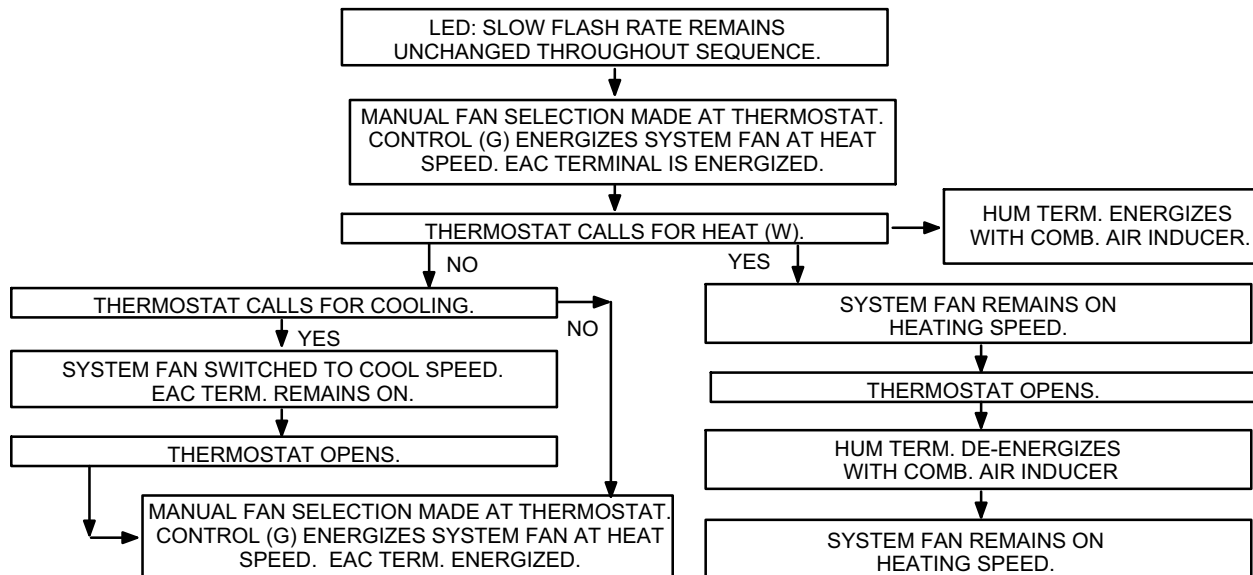 LED: SLOW FLASH RATE REMAINS
UNCHANGED THROUGHOUT SEQUENCE.
MANUAL FAN SELECTION MADE AT THERMOSTAT.
CONTROL (G) ENERGIZES SYSTEM FAN AT HEAT
SPEED. EAC TERMINAL IS ENERGIZED.
THERMOSTAT CALLS FOR HEAT (W).
HUM TERM. ENERGIZES
WITH COMB. AIR INDUCER.
NO
YES
THERMOSTAT CALLS FOR COOLING.
NO
YES
SYSTEM FAN SWITCHED TO COOL SPEED.
EAC TERM. REMAINS ON.
THERMOSTAT OPENS.
MANUAL FAN SELECTION MADE AT THERMOSTAT.
CONTROL (G) ENERGIZES SYSTEM FAN AT HEAT
SPEED. EAC TERM. ENERGIZED.
SYSTEM FAN REMAINS ON
HEATING SPEED.
THERMOSTAT OPENS.
HUM TERM. DE-ENERGIZES
WITH COMB. AIR INDUCER
SYSTEM FAN REMAINS ON
HEATING SPEED.